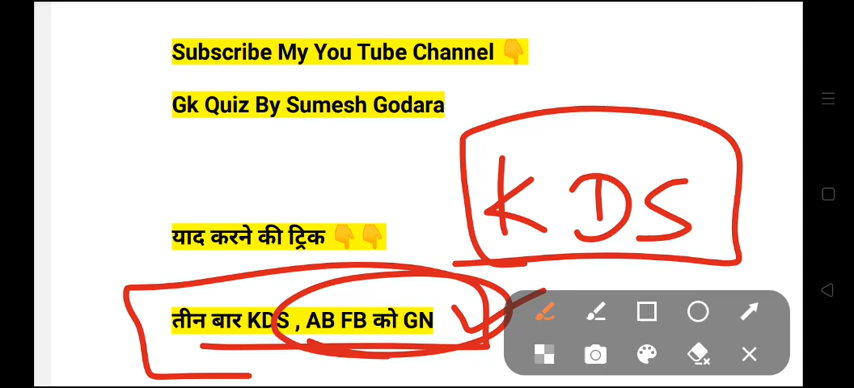 Subscribe My You Tube Channel 👇
Gk Quiz By Sumesh Godara
KDS
याद करने की ट्रिक 👇👇
तीन बार KDS , AB FB को GN